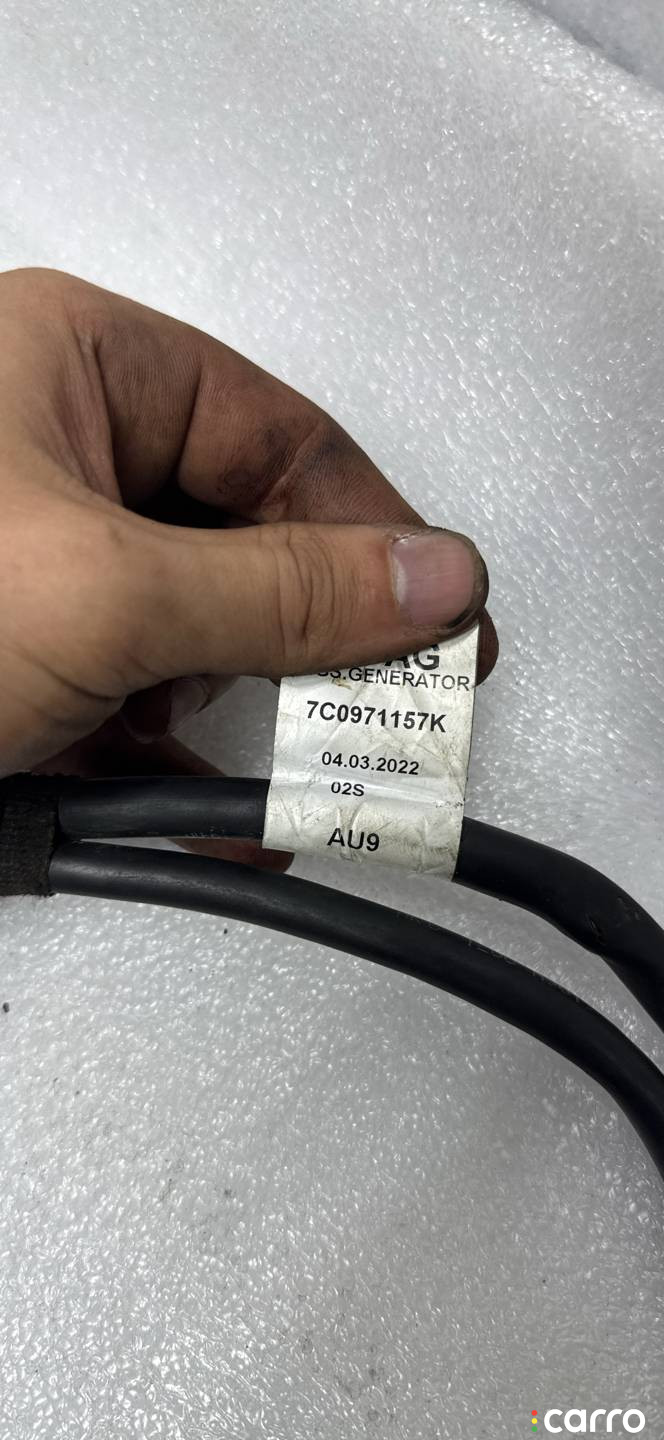 AG
S.GENERATOR
7C0971157K
04.03.2022
02S
AU9
carro